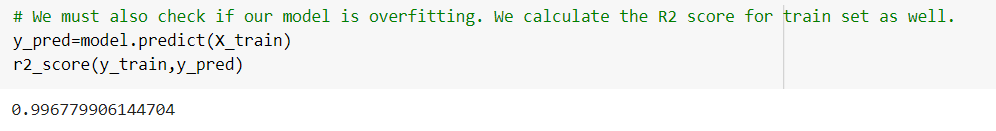 # We must also check if our model is overfitting. We calculate the R2 score for train set as well.
y_pred=model.predict(X_train)
r2_score(y_train,y_pred)
0.996779906144704